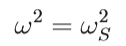 ω² = ω_S²